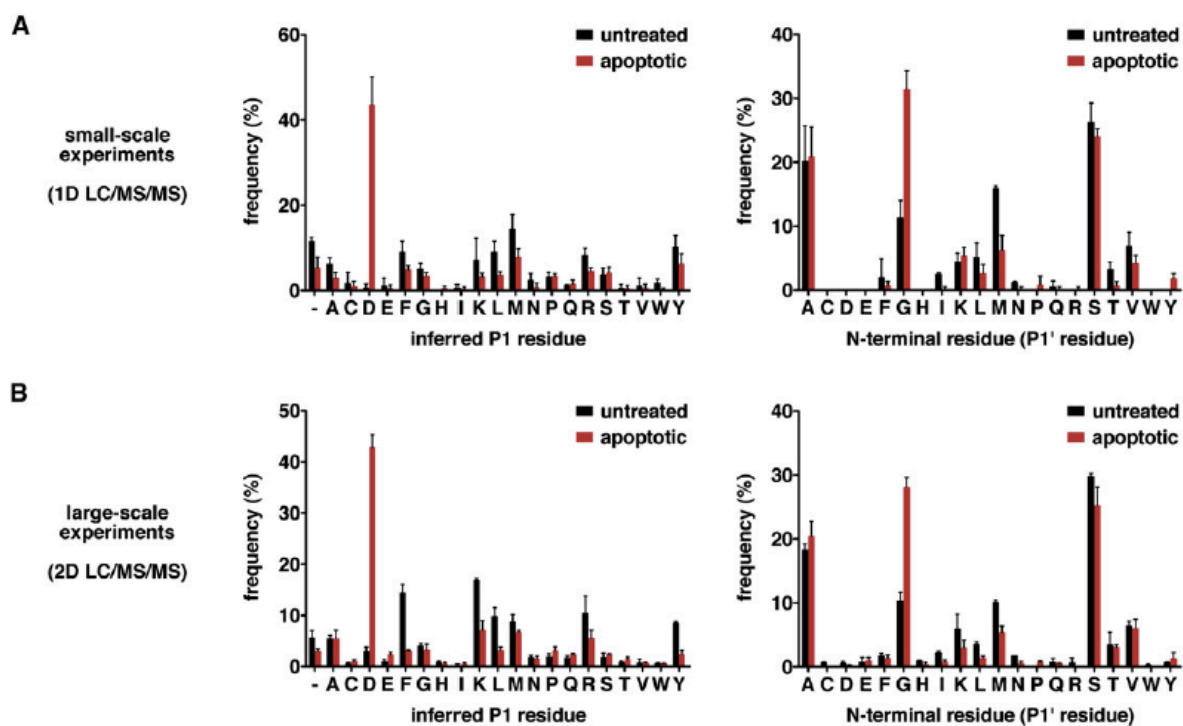 A
small-scale
experiments
(1D LC/MS/MS)
frequency (%)
60
40
20
0
untreated
apoptotic
- A C D E F G H I K L M N P Q R S T V W Y
inferred P1 residue
frequency (%)
40
30
20
10
0
untreated
apoptotic
A C D E F G H I K L M N P Q R S T V W Y
N-terminal residue (P1' residue)
B
large-scale
experiments
(2D LC/MS/MS)
frequency (%)
50
40
30
20
10
0
untreated
apoptotic
- A C D E F G H I K L M N P Q R S T V W Y
inferred P1 residue
frequency (%)
40
30
20
10
0
untreated
apoptotic
A C D E F G H I K L M N P Q R S T V W Y
N-terminal residue (P1' residue)